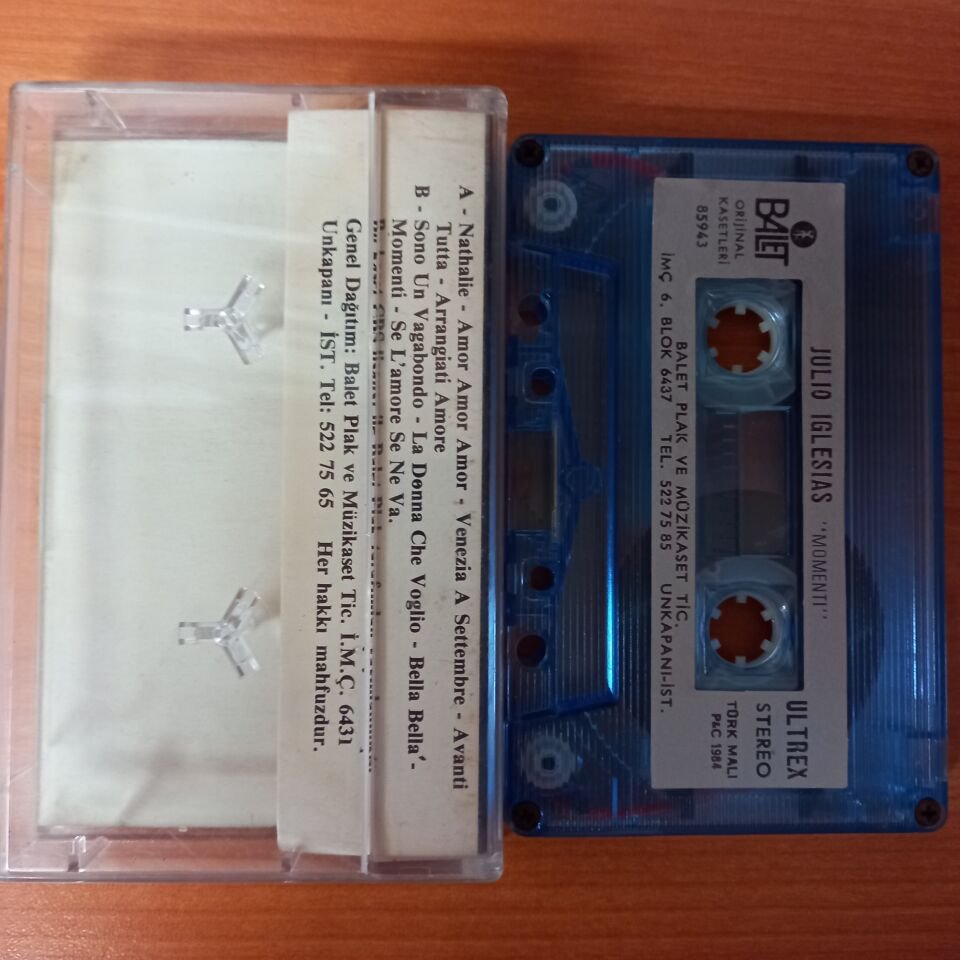 A - Nathalie - Amor Amor Amor - Venezia A Settembre - Avanti
Tutta - Arrangiati Amore
B - Sono Un Vagabondo - La Donna Che Voglio - Bella Bella' -
Momenti - Se L'amore Se Ne Va.
Genel Dağıtım: Balet Plak ve Müzikaset Tic. İ.M.Ç. 6431
Unkapanı - İST. Tel: 522 75 65 Her hakkı mahfuzdur.
JULIO IGLESIAS "MOMENTI"
BALET
ORİJİNAL
KASETLERİ
85943
ULTREX
STEREO
TÜRK MALI
P&C 1984
BALET PLAK VE MÜZİKASET TİC.
İMÇ 6. BLOK 6437 TEL. 522 75 85 UNKAPANI-İST.